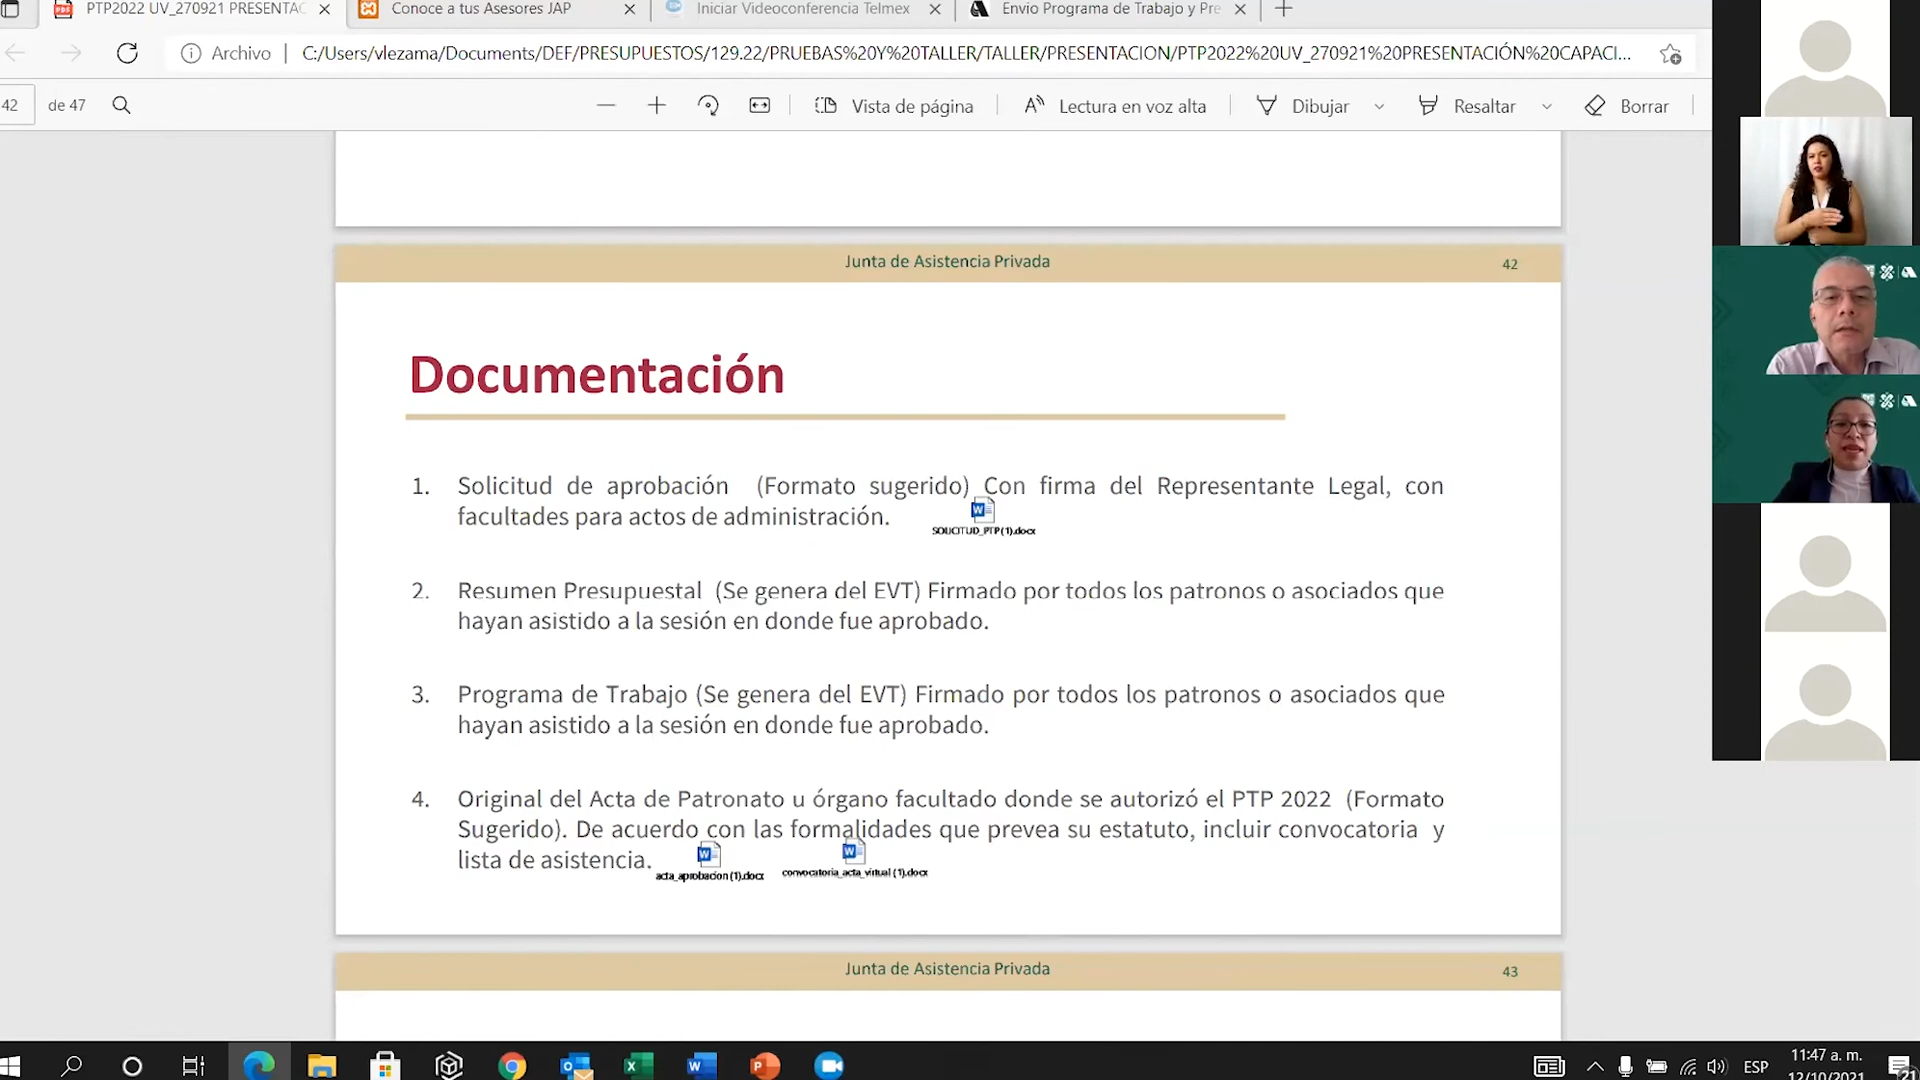 PTP2022 UV_270921 PRESENTAC
Conoce a tus Asesores JAP
Iniciar Videoconferencia Telmex
Envio Programa de Trabajo y Pre
Archivo
C:/Users/vlezama/Documents/DEF/PRESUPUESTOS/129.22/PRUEBAS%20Y%20TALLER/TALLER/PRESENTACION/PTP2022%20UV_270921%20PRESENTACIÓN%20CAPACI...
42 de 47
Vista de página
Lectura en voz alta
Dibujar
Resaltar
Borrar
Junta de Asistencia Privada
42
Documentación
1. Solicitud de aprobación (Formato sugerido) Con firma del Representante Legal, con
facultades para actos de administración.
SOLICITUD_PTP (1).docx
2. Resumen Presupuestal (Se genera del EVT) Firmado por todos los patronos o asociados que
hayan asistido a la sesión en donde fue aprobado.
3. Programa de Trabajo (Se genera del EVT) Firmado por todos los patronos o asociados que
hayan asistido a la sesión en donde fue aprobado.
4. Original del Acta de Patronato u órgano facultado donde se autorizó el PTP 2022 (Formato
Sugerido). De acuerdo con las formalidades que prevea su estatuto, incluir convocatoria y
lista de asistencia.
acta_aprobacion (1).docx
convocatoria_acta_virtual (1).docx
Junta de Asistencia Privada
43
ESP
11:47 a. m.
12/10/2021
21